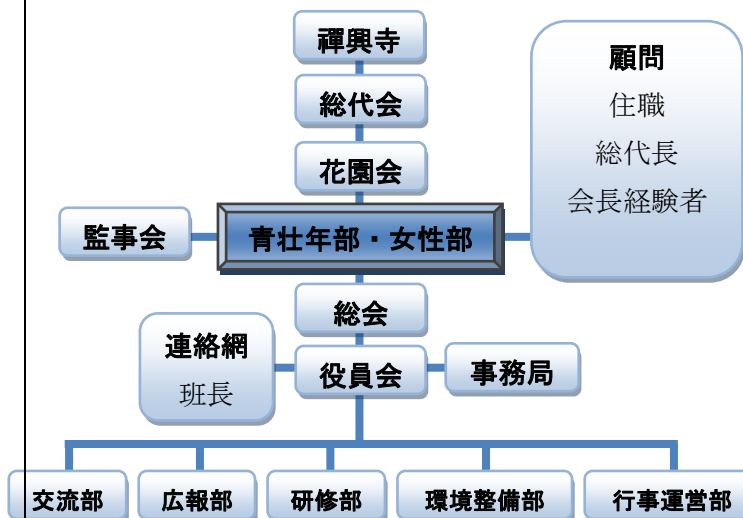 禪興寺
総代会
花園会
顧問
住職
総代長
会長経験者
監事会
青壮年部・女性部
総会
連絡網
班長
役員会
事務局
交流部
広報部
研修部
環境整備部
行事運営部